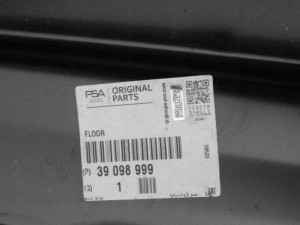 PSA
ORIGINAL
PARTS
FLOOR
(P) 39 098 999
(Q) 1